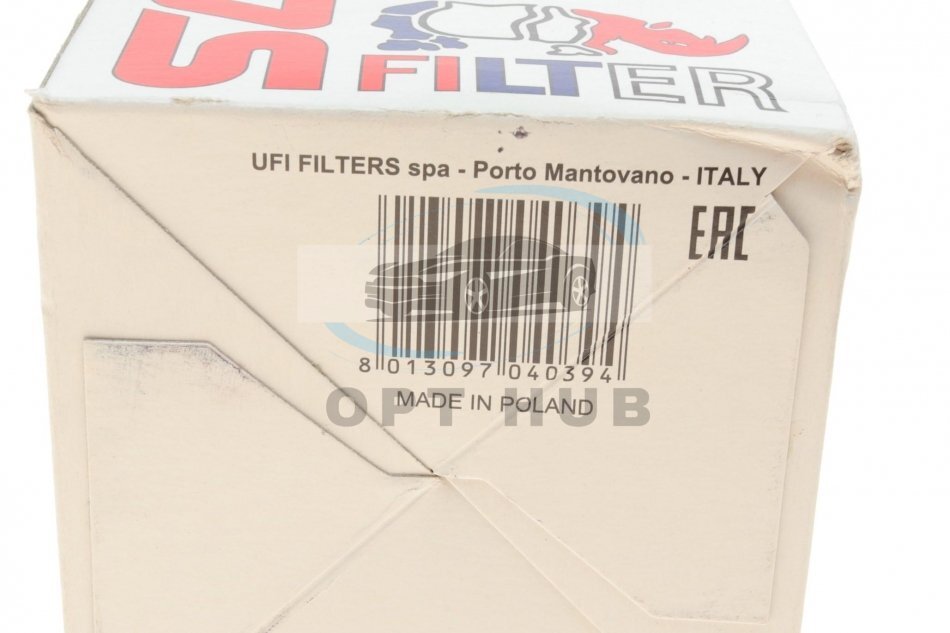 FILTER
UFI FILTERS spa - Porto Mantovano - ITALY
EAC
8 013097 040394
MADE IN POLAND
OPT HUB